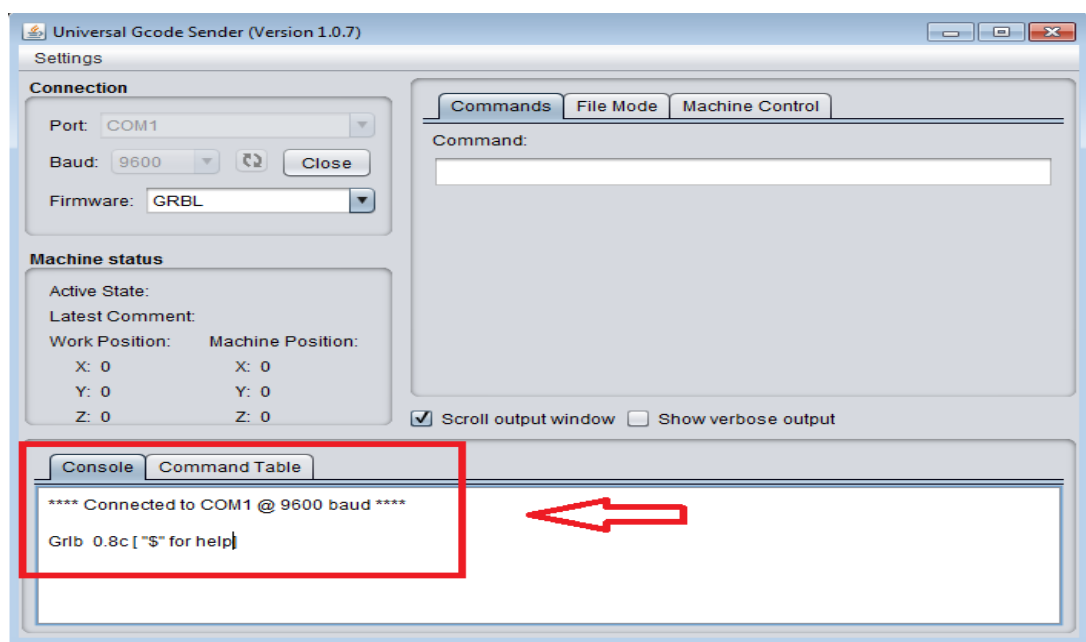 Universal Gcode Sender (Version 1.0.7)
Settings
Connection
Port: COM1
Baud: 9600 Close
Firmware: GRBL
Machine status
Active State:
Latest Comment:
Work Position: Machine Position:
X: 0 X: 0
Y: 0 Y: 0
Z: 0 Z: 0
Commands File Mode Machine Control
Command:
Scroll output window Show verbose output
Console Command Table
**** Connected to COM1 @ 9600 baud ****
Grlb 0.8c [ "$" for help]